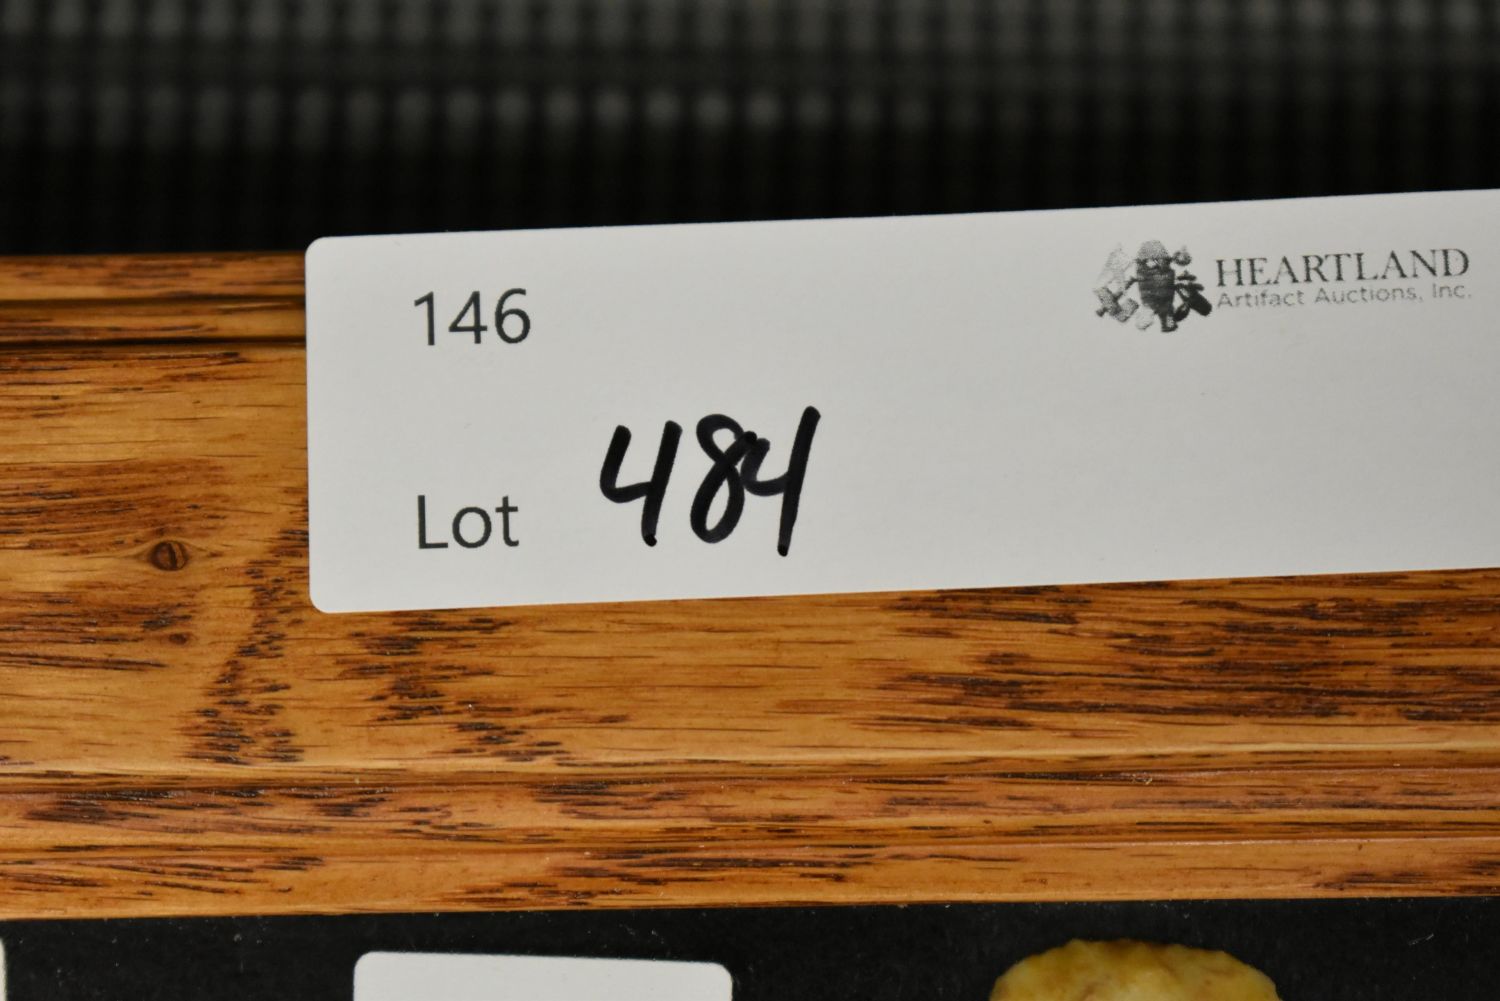 146
HEARTLAND
Artifact Auctions, Inc.
Lot 484